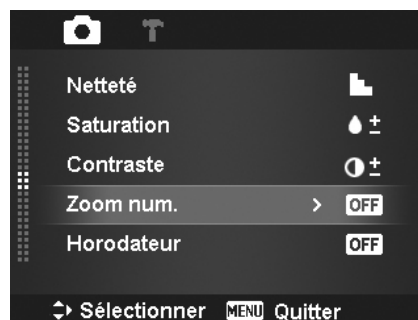 Netteté
Saturation
Contraste
Zoom num. > OFF
Horodateur OFF
Sélectionner MENU Quitter